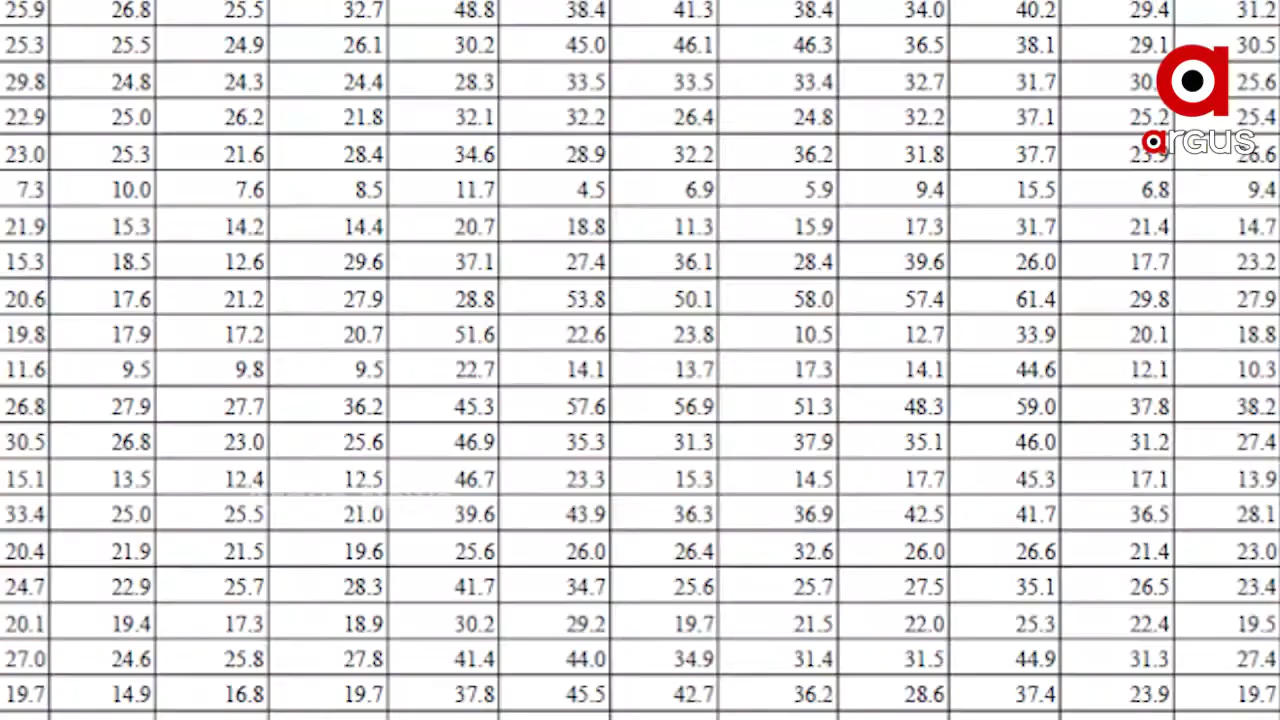 25.9 26.8 25.5 32.7 48.8 38.4 41.3 38.4 34.0 40.2 29.4 31.2
25.3 25.5 24.9 26.1 30.2 45.0 46.1 46.3 36.5 38.1 29.1 30.5
29.8 24.8 24.3 24.4 28.3 33.5 33.5 33.4 32.7 31.7 25.6
22.9 25.0 26.2 21.8 32.1 32.2 26.4 24.8 32.2 37.1 25.2 25.4
argus
23.0 25.3 21.6 28.4 34.6 28.9 32.2 36.2 31.8 37.7 23.9 26.6
7.3 10.0 7.6 8.5 11.7 4.5 6.9 5.9 9.4 15.5 6.8 9.4
21.9 15.3 14.2 14.4 20.7 18.8 11.3 15.9 17.3 31.7 21.4 14.7
15.3 18.5 12.6 29.6 37.1 27.4 36.1 28.4 39.6 26.0 17.7 23.2
20.6 17.6 21.2 27.9 28.8 53.8 50.1 58.0 57.4 61.4 29.8 27.9
19.8 17.9 17.2 20.7 51.6 22.6 23.8 10.5 12.7 33.9 20.1 18.8
11.6 9.5 9.8 9.5 22.7 14.1 13.7 17.3 14.1 44.6 12.1 10.3
26.8 27.9 27.7 36.2 45.3 57.6 56.9 51.3 48.3 59.0 37.8 38.2
30.5 26.8 23.0 25.6 46.9 35.3 31.3 37.9 35.1 46.0 31.2 27.4
15.1 13.5 12.4 12.5 46.7 23.3 15.3 14.5 17.7 45.3 17.1 13.9
33.4 25.0 25.5 21.0 39.6 43.9 36.3 36.9 42.5 41.7 36.5 28.1
20.4 21.9 21.5 19.6 25.6 26.0 26.4 32.6 26.0 26.6 21.4 23.0
24.7 22.9 25.7 28.3 41.7 34.7 25.6 25.7 27.5 35.1 26.5 23.4
20.1 19.4 17.3 18.9 30.2 29.2 19.7 21.5 22.0 25.3 22.4 19.5
27.0 24.6 25.8 27.8 41.4 44.0 34.9 31.4 31.5 44.9 31.3 27.4
19.7 14.9 16.8 19.7 37.8 45.5 42.7 36.2 28.6 37.4 23.9 19.7